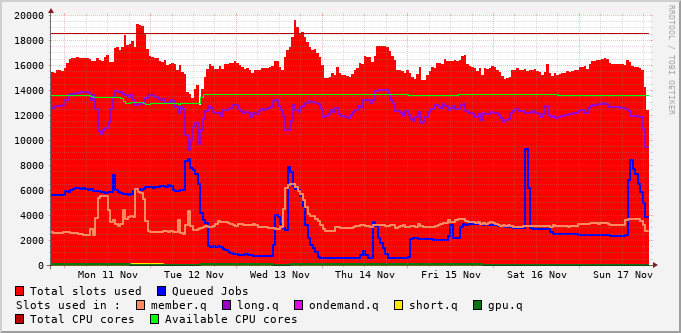 20000
18000
16000
14000
12000
10000
8000
6000
4000
2000
0
Mon 11 Nov Tue 12 Nov Wed 13 Nov Thu 14 Nov Fri 15 Nov Sat 16 Nov Sun 17 Nov
RRDTOOL / TOBI OETIKER
Total slots used Queued Jobs
Slots used in : member.q long.q ondemand.q short.q gpu.q
Total CPU cores Available CPU cores